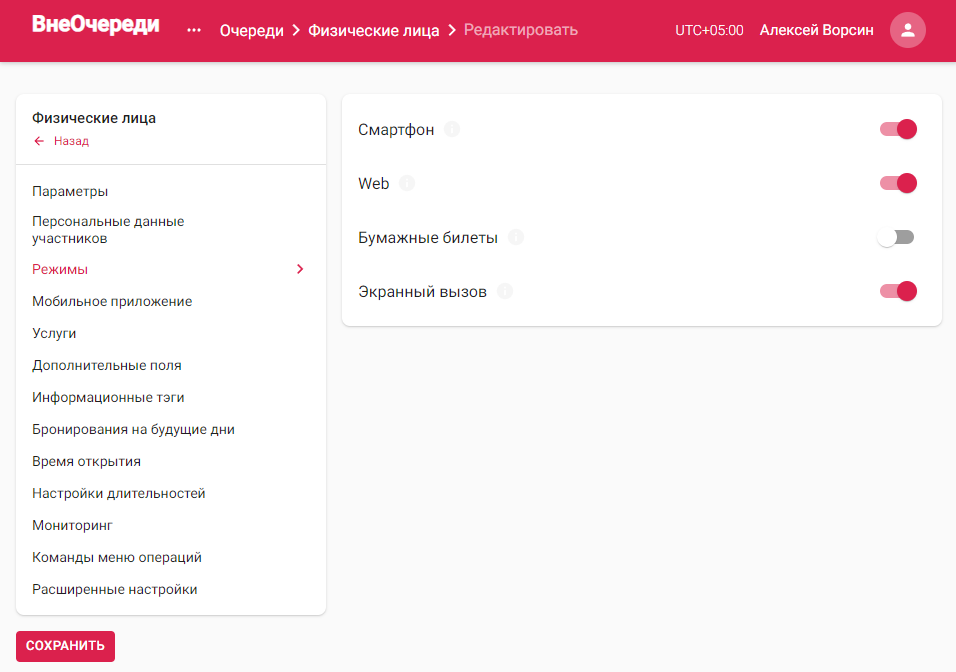 ВнеОчереди
... Очереди > Физические лица > Редактировать
UTC+05:00 Алексей Ворсин
Физические лица
← Назад
Параметры
Персональные данные
участников
Режимы
Мобильное приложение
Услуги
Дополнительные поля
Информационные тэги
Бронирования на будущие дни
Время открытия
Настройки длительностей
Мониторинг
Команды меню операций
Расширенные настройки
СОХРАНИТЬ
Смартфон
Web
Бумажные билеты
Экранный вызов